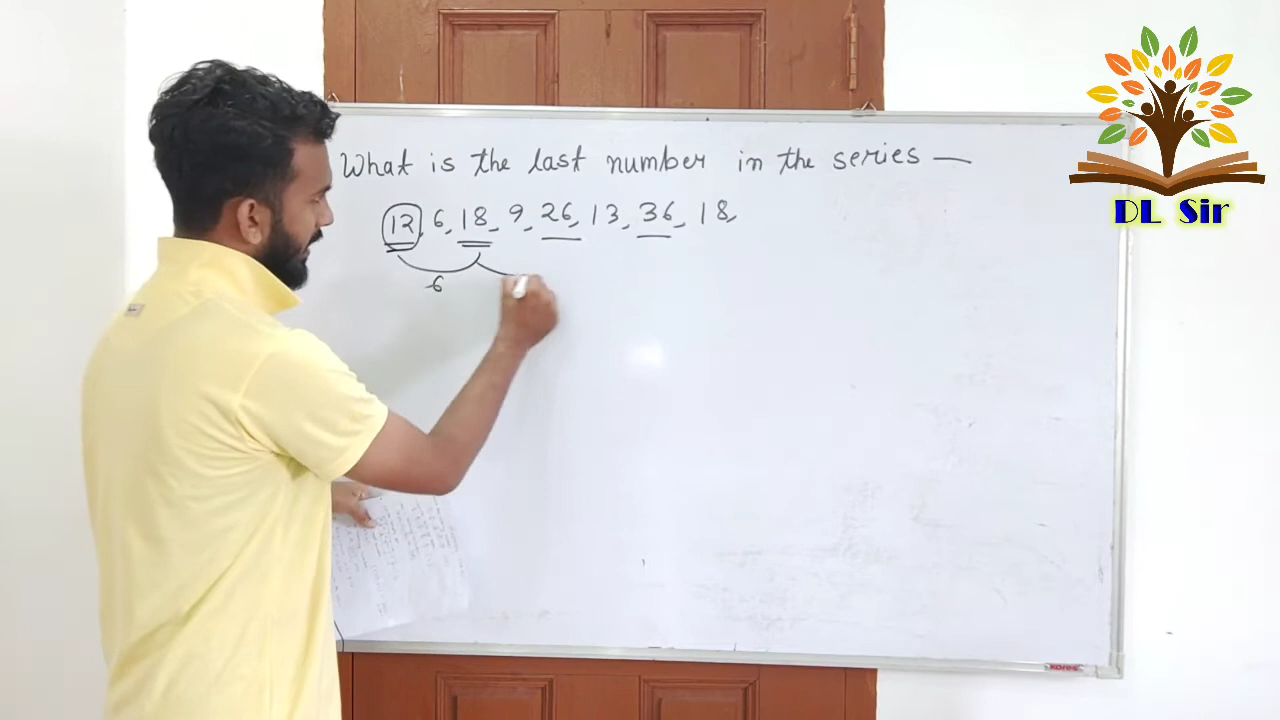 What is the last number in the series —
12, 6, 18, 9, 26, 13, 36, 18,
6
DL Sir
KORES